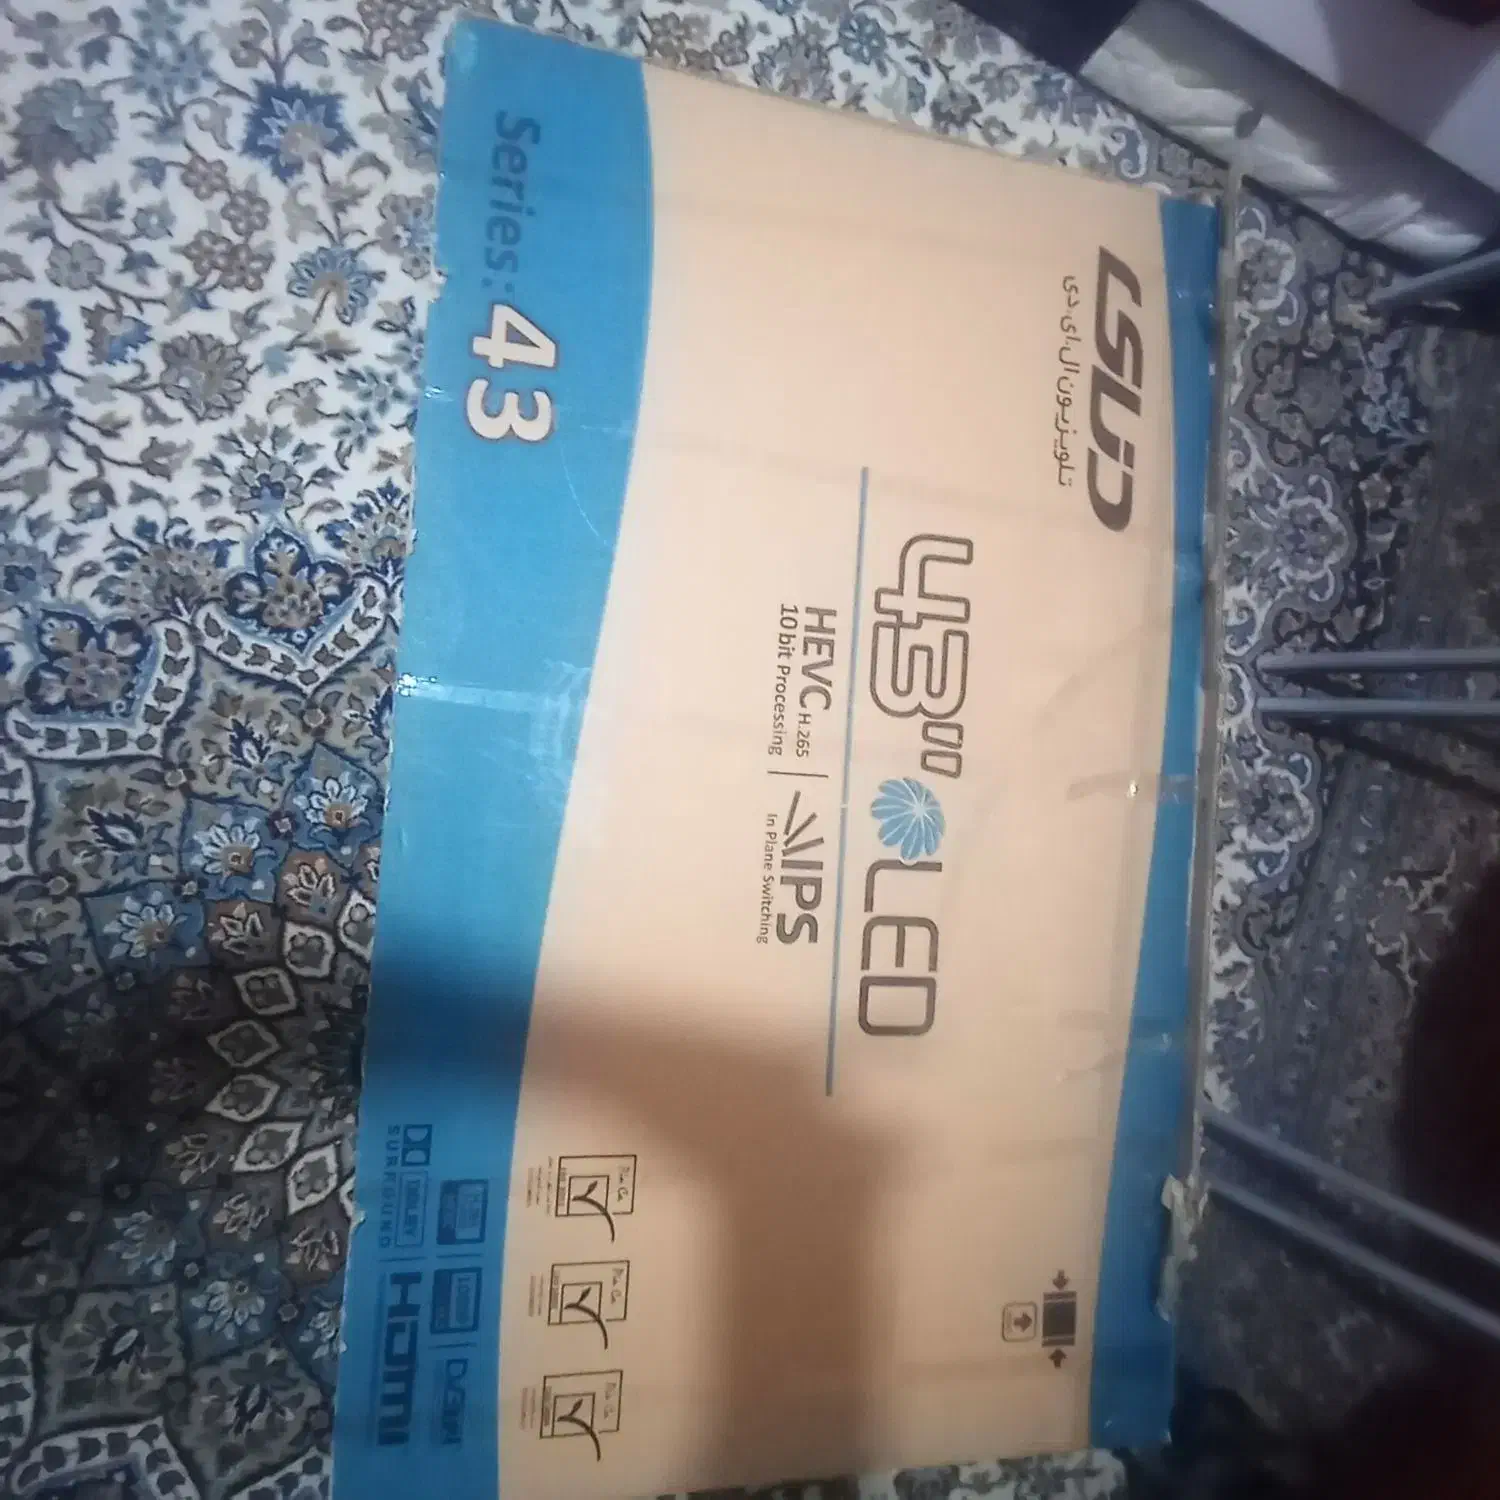 LSUD
تلویزیون ال.ای.دی
43" LED
HEVC H.265
10 bit Processing
IPS
In Plane Switching
Series: 43
DOLBY
SURROUND
HDMI